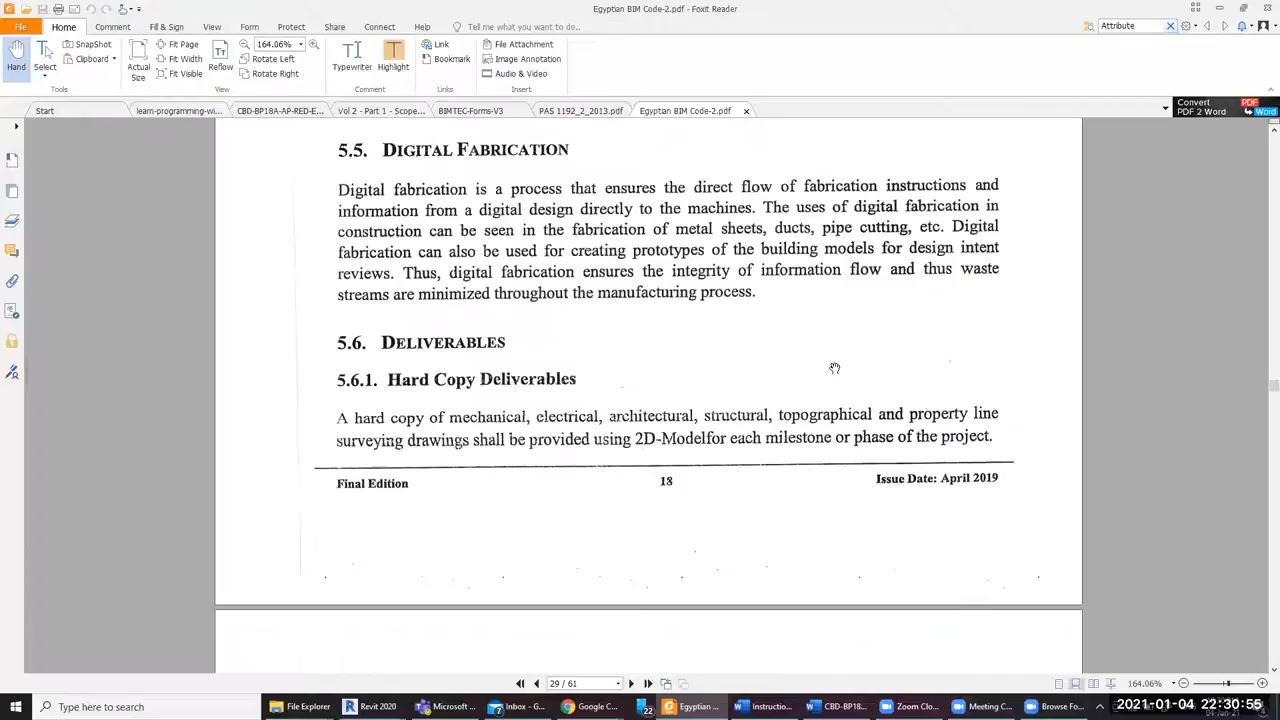 Egyptian BIM Code-2.pdf - Foxit Reader
File Home Comment Fill & Sign Form Protect Share Connect Help Tell me what you want to do... Attribute
Hand Select SnapShot Clipboard Actual Size Fit Page Fit Width Fit Visible Reflow 164.06% Rotate Left Rotate Right Typewriter Highlight Link Bookmark File Attachment Image Annotation Audio & Video
Tools View Comment Links Insert
Start learn-programming-wi... CBD-BP18A-AP-RED-E... Vol 2 - Part 1 - Scope... BIMTEC-Forms-V3 PAS 1192_2_2013.pdf Egyptian BIM Code-2.pdf
Convert PDF
PDF 2 Word Word
5.5. DIGITAL FABRICATION
Digital fabrication is a process that ensures the direct flow of fabrication instructions and
information from a digital design directly to the machines. The uses of digital fabrication in
construction can be seen in the fabrication of metal sheets, ducts, pipe cutting, etc. Digital
fabrication can also be used for creating prototypes of the building models for design intent
reviews. Thus, digital fabrication ensures the integrity of information flow and thus waste
streams are minimized throughout the manufacturing process.
5.6. DELIVERABLES
5.6.1. Hard Copy Deliverables
A hard copy of mechanical, electrical, architectural, structural, topographical and property line
surveying drawings shall be provided using 2D-Modelfor each milestone or phase of the project.
Final Edition 18 Issue Date: April 2019
29 / 61 164.06%
Type here to search File Explorer Revit 2020 Microsoft ... Inbox - G... Google C... 22 Egyptian ... Instructio... CBD-BP18... Zoom Clo... Meeting C... Browse Fo...
2021-01-04 22:30:55